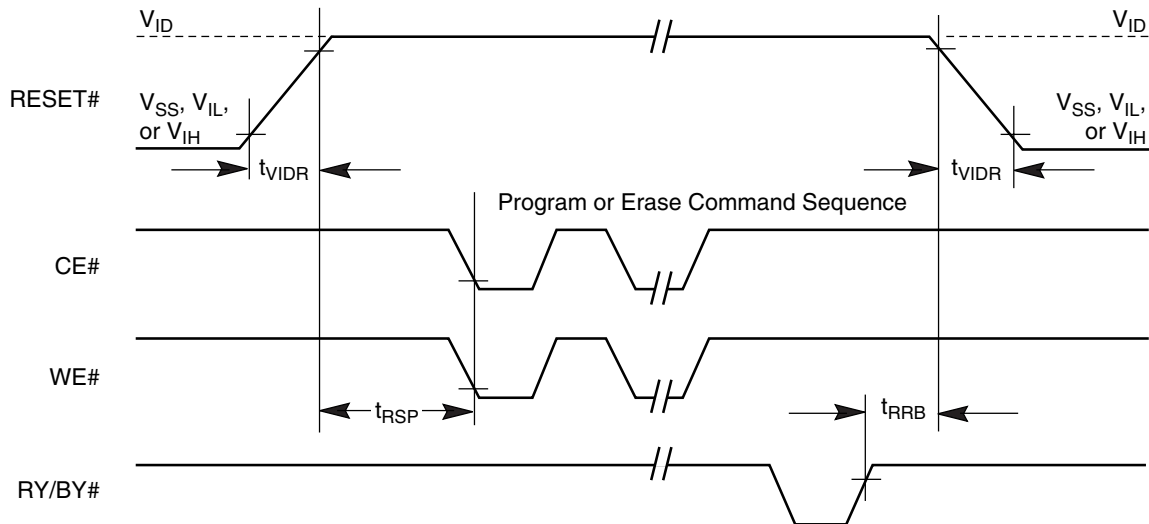 V_ID
V_ID
RESET#
V_SS, V_IL,
or V_IH
V_SS, V_IL,
or V_IH
t_VIDR
t_VIDR
Program or Erase Command Sequence
CE#
WE#
t_RSP
t_RRB
RY/BY#